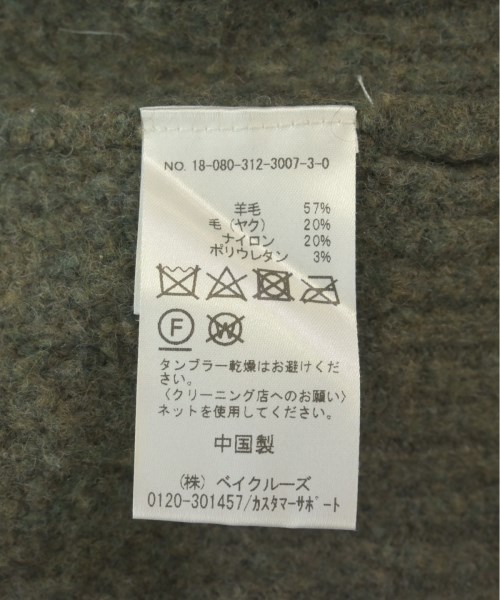 NO. 18-080-312-3007-3-0
羊毛 57%
毛(ヤク) 20%
ナイロン 20%
ポリウレタン 3%
F W
タンブラー乾燥はお避けくだ
さい。
〈クリーニング店へのお願い〉
ネットを使用してください。
中国製
(株) ベイクルーズ
0120-301457/カスタマーサポート